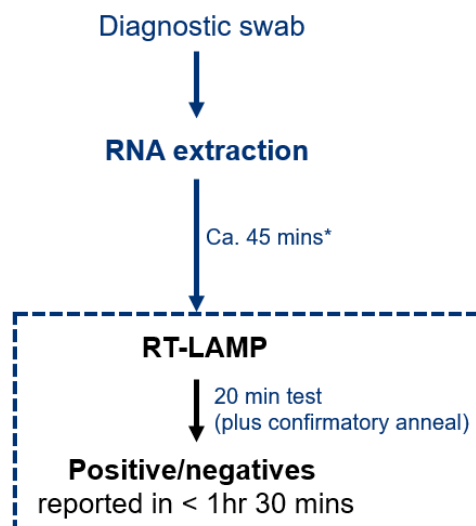 Diagnostic swab
RNA extraction
Ca. 45 mins*
RT-LAMP
20 min test
(plus confirmatory anneal)
Positive/negatives
reported in < 1hr 30 mins